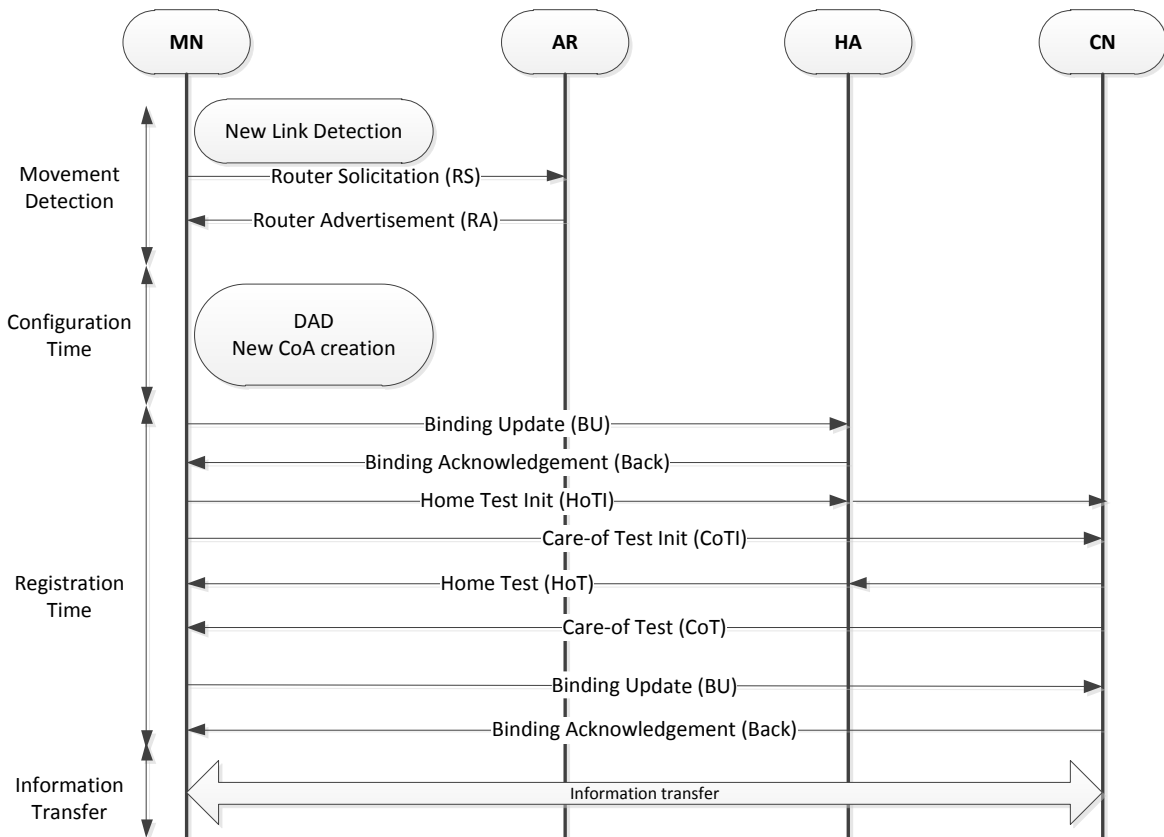 MN
AR
HA
CN
New Link Detection
Movement
Detection
Router Solicitation (RS)
Router Advertisement (RA)
Configuration
Time
DAD
New CoA creation
Binding Update (BU)
Binding Acknowledgement (Back)
Home Test Init (HoTI)
Care-of Test Init (CoTI)
Registration
Time
Home Test (HoT)
Care-of Test (CoT)
Binding Update (BU)
Binding Acknowledgement (Back)
Information
Transfer
Information transfer